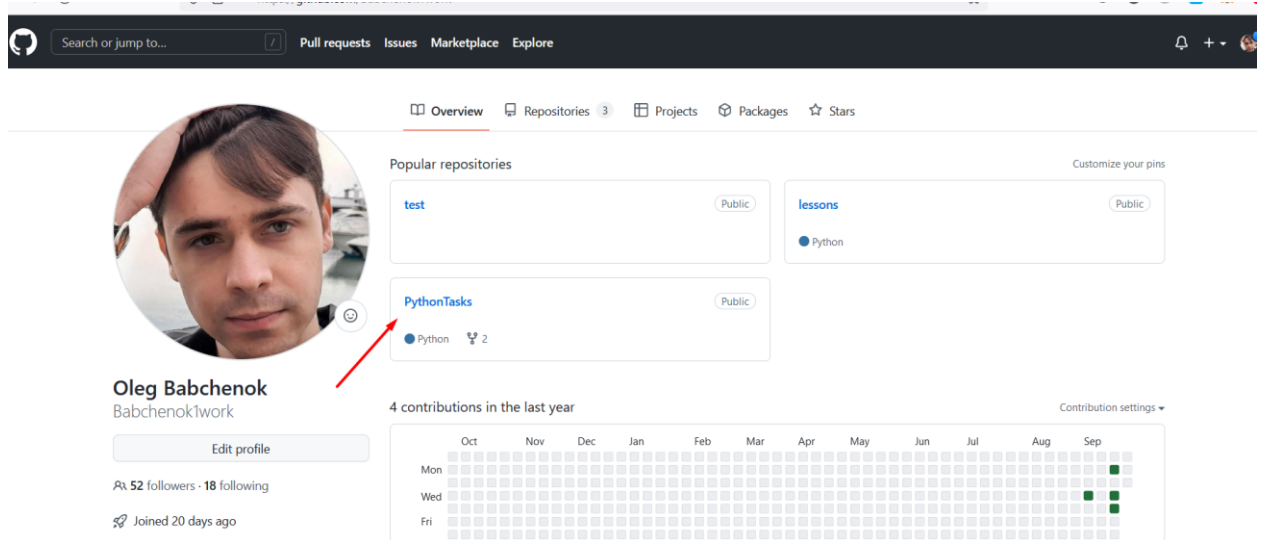 Search or jump to... / Pull requests Issues Marketplace Explore
Overview Repositories 3 Projects Packages Stars
Popular repositories Customize your pins
test Public
lessons Public
Python
PythonTasks Public
Python 2
Oleg Babchenok
Babchenok1work
Edit profile
52 followers · 18 following
Joined 20 days ago
4 contributions in the last year Contribution settings
Oct Nov Dec Jan Feb Mar Apr May Jun Jul Aug Sep
Mon
Wed
Fri